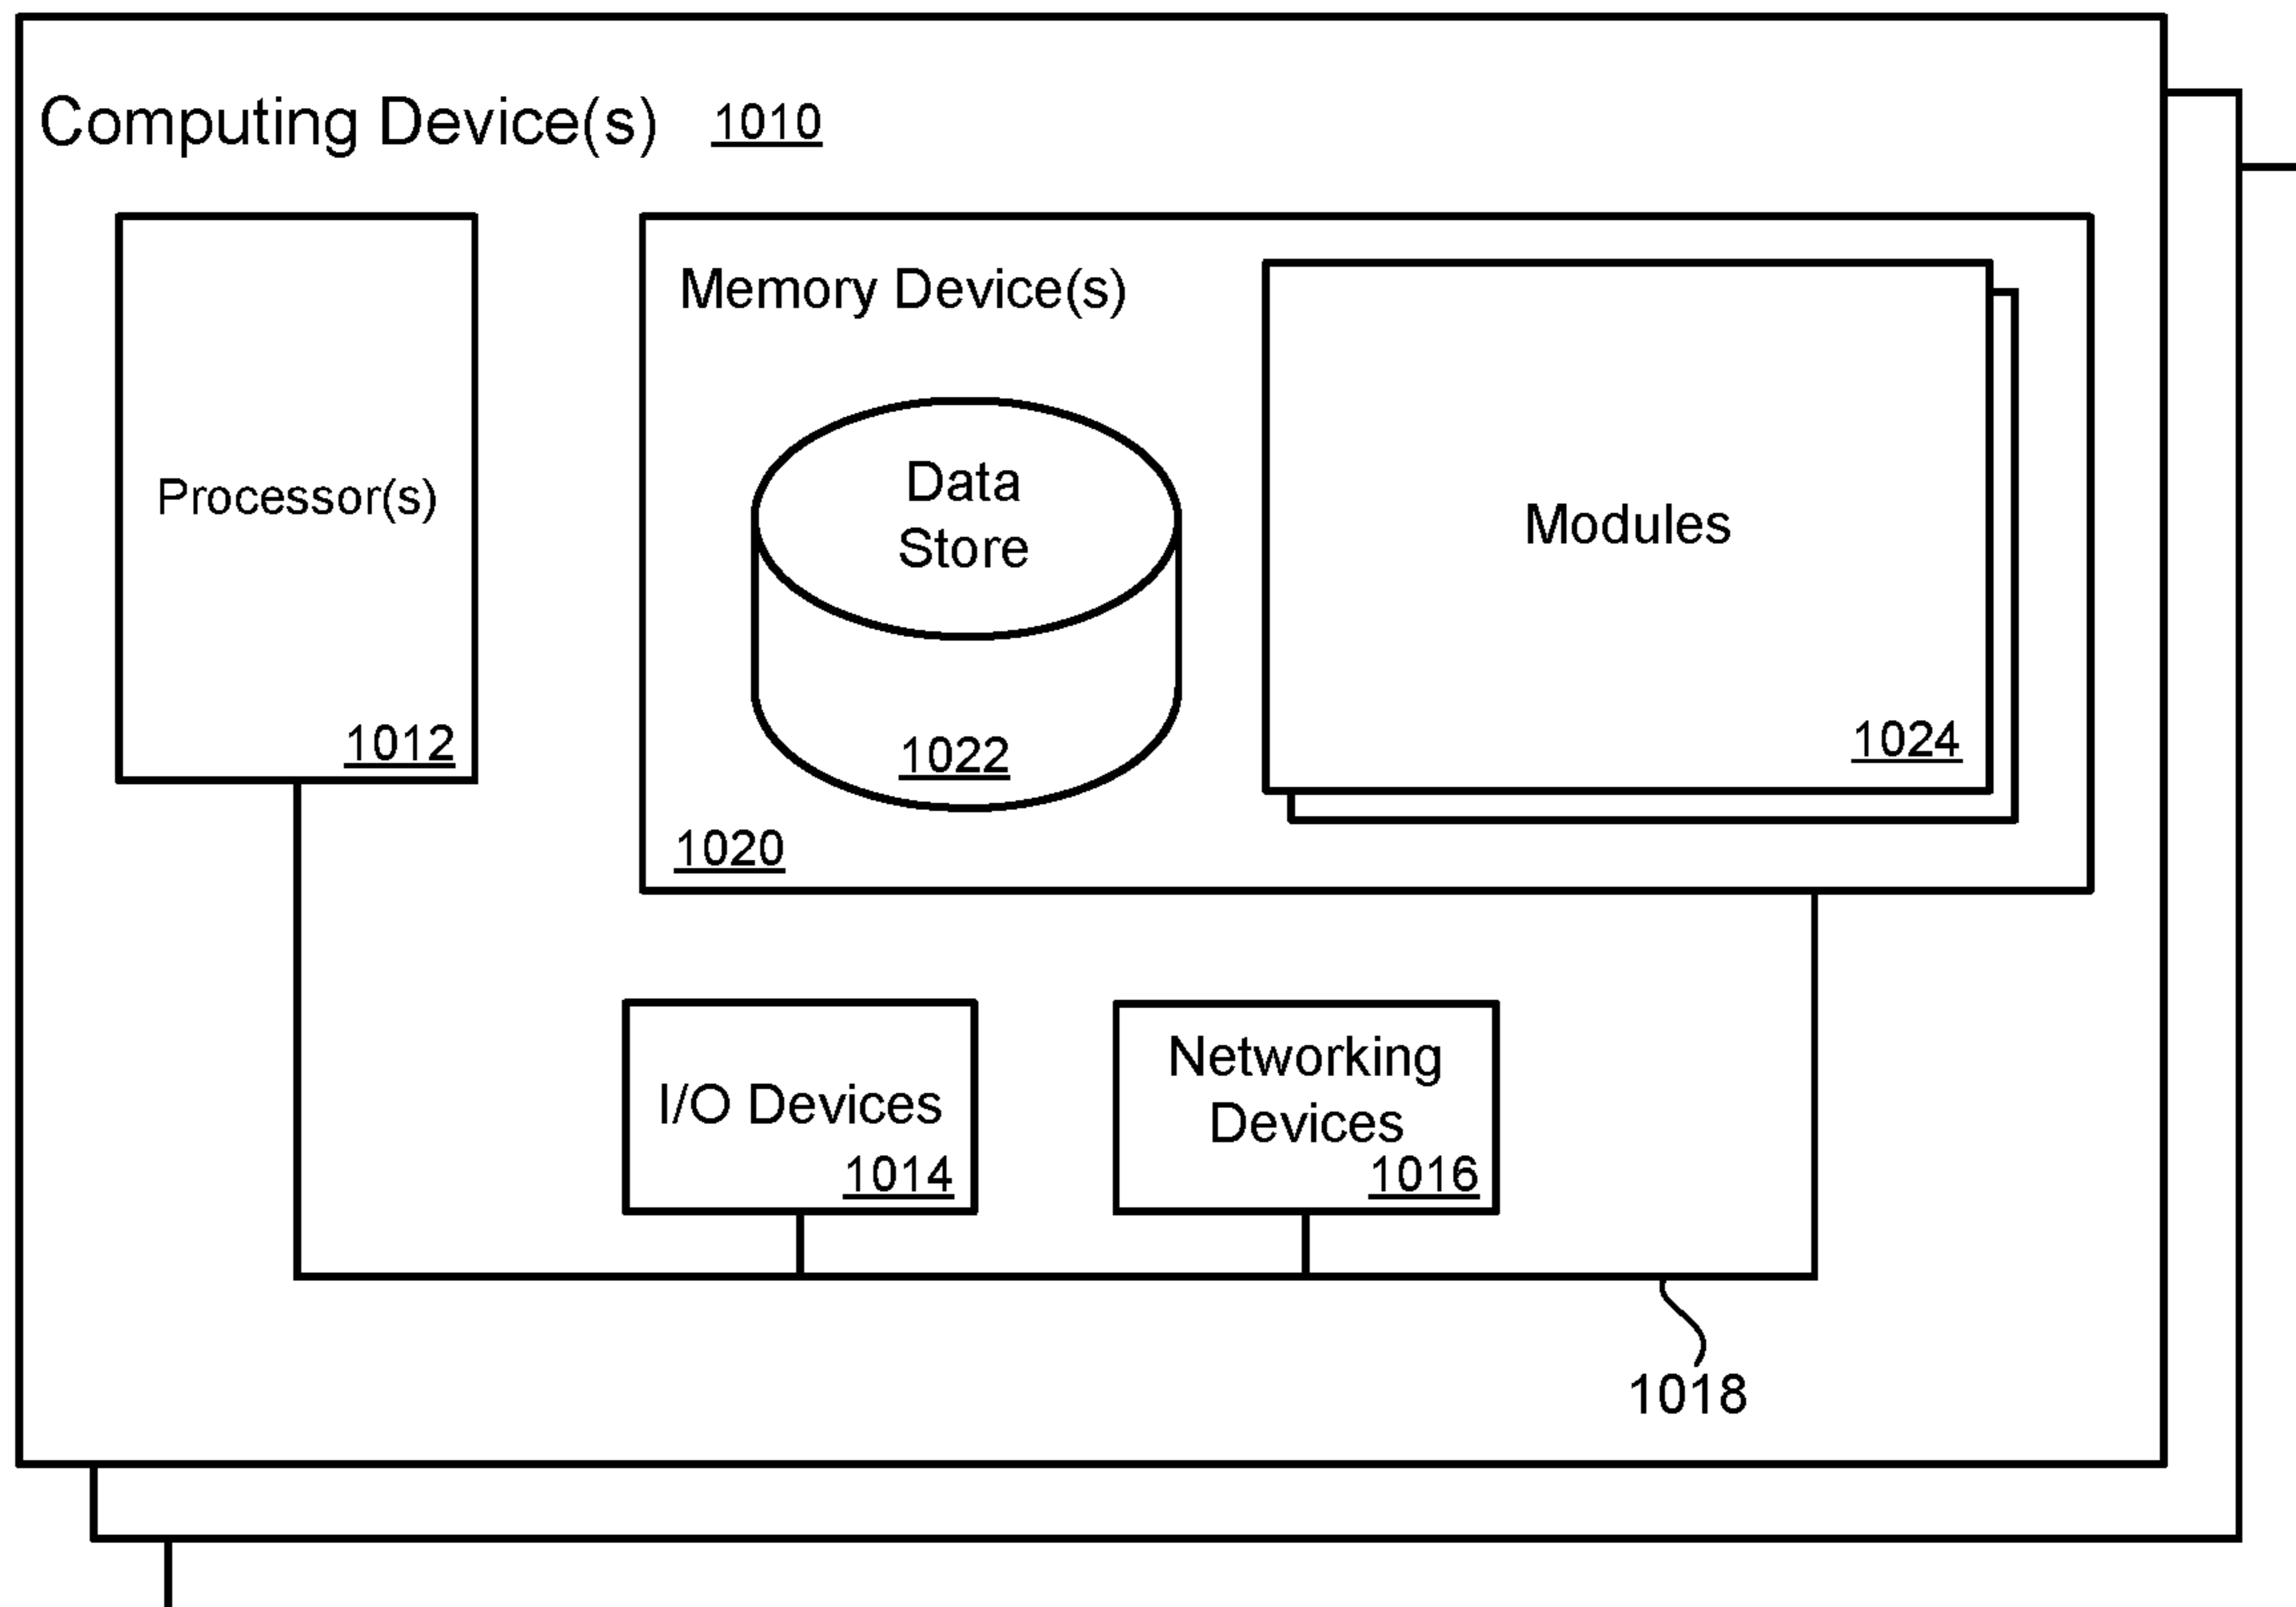 Computing Device(s) 1010
Processor(s)
1012
Memory Device(s)
Data
Store
1022
1020
Modules
1024
I/O Devices
1014
Networking
Devices
1016
1018